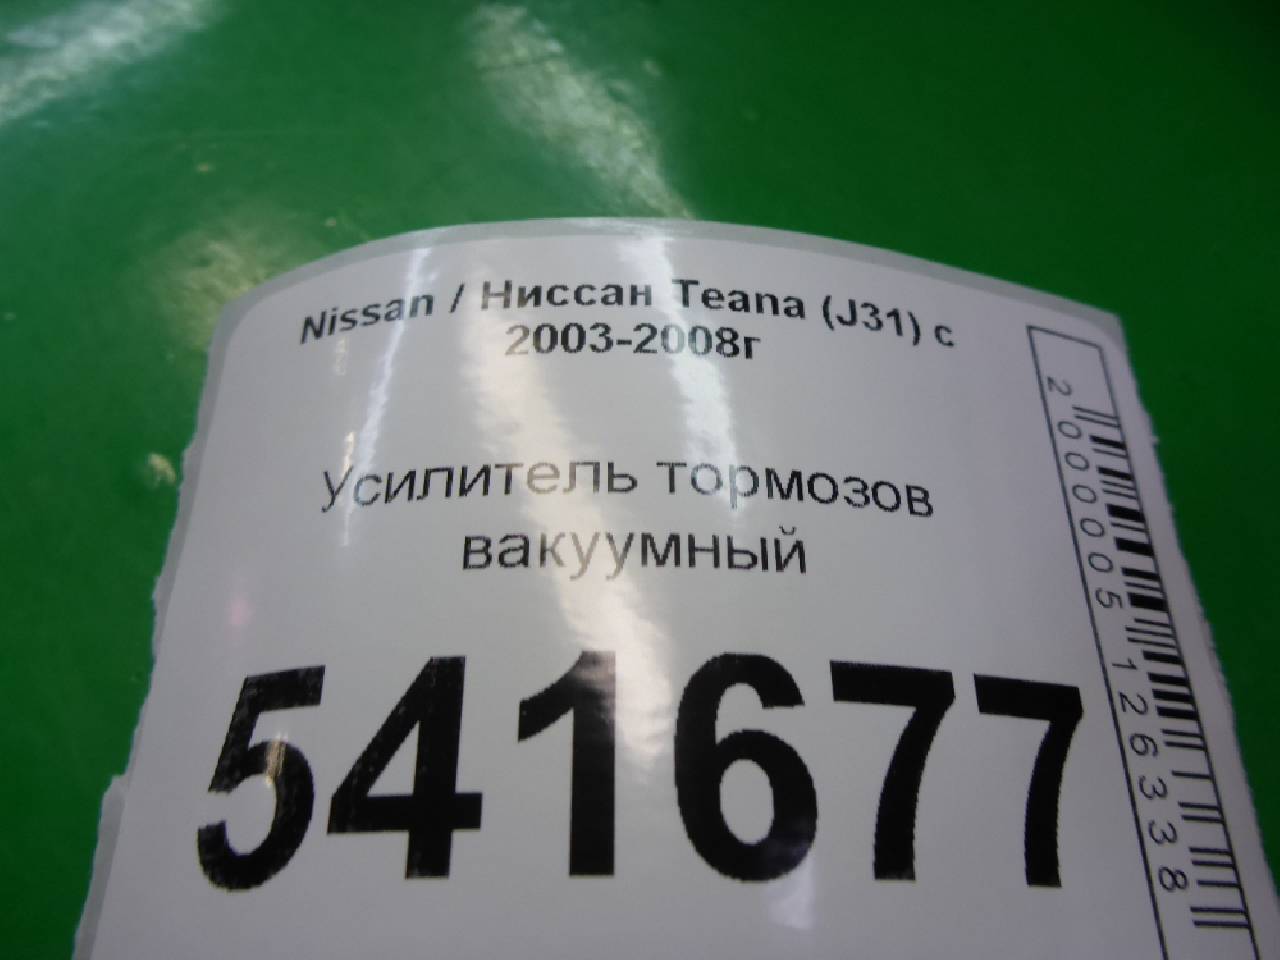 Nissan / Ниссан Teana (J31) с
2003-2008г
Усилитель тормозов
вакуумный
541677
2000005126338